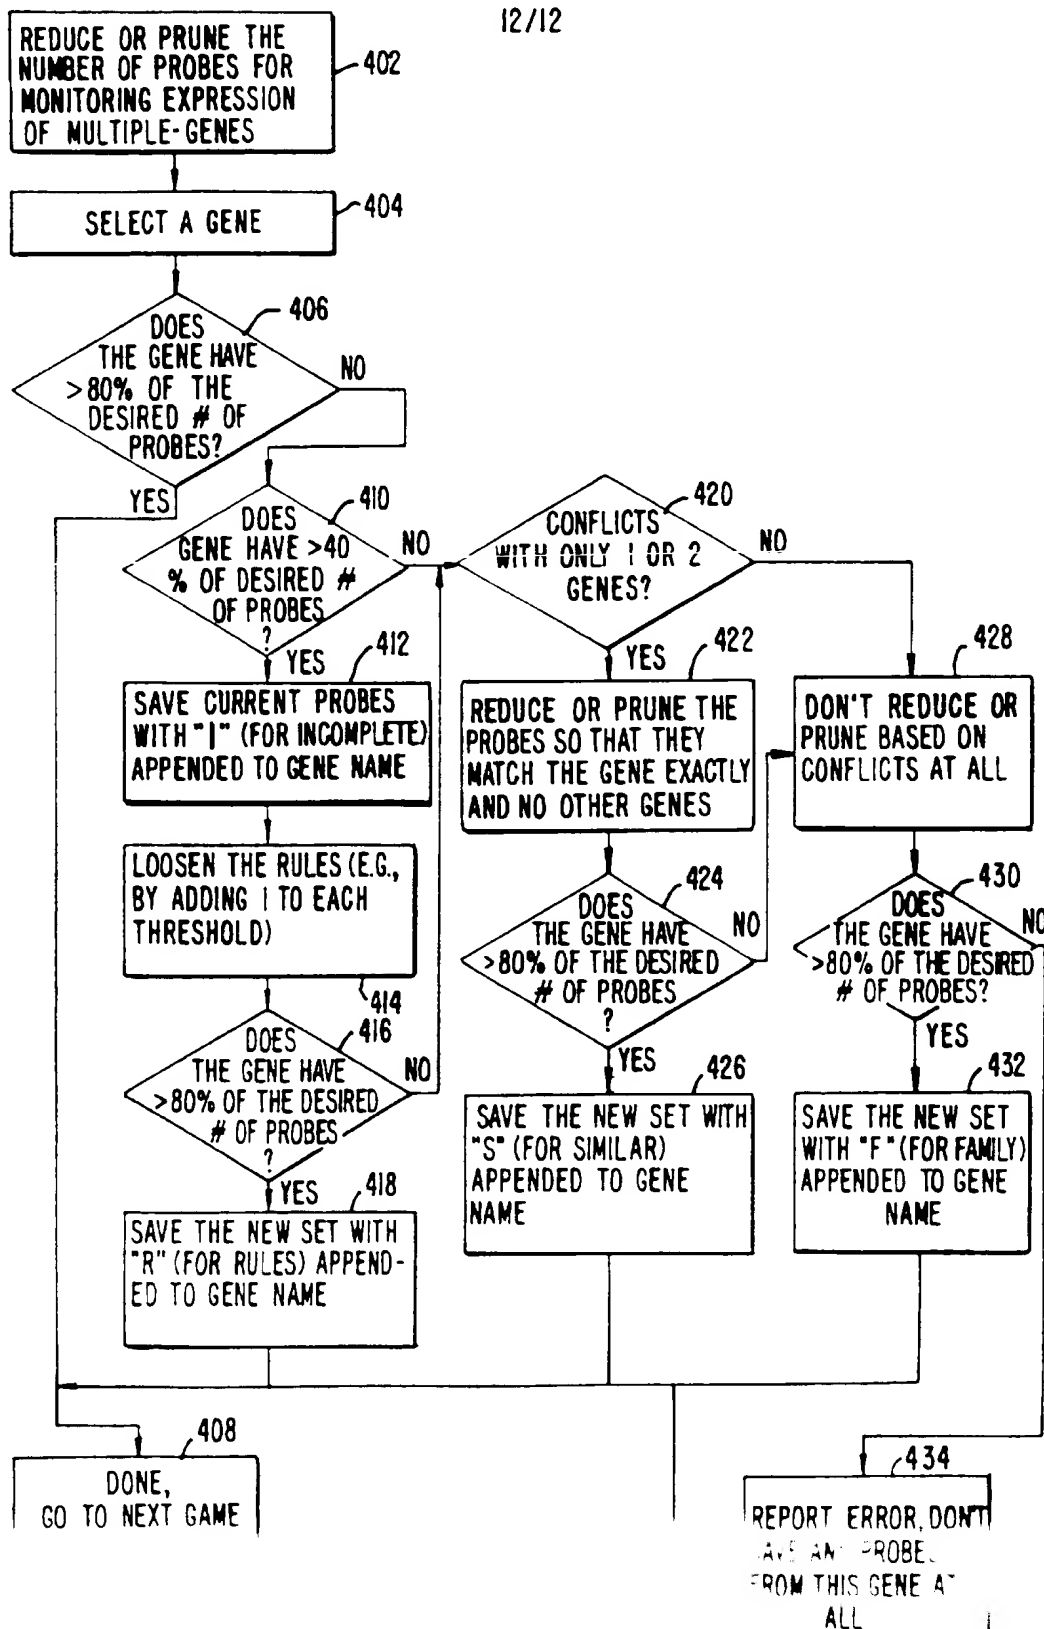 12/12
REDUCE OR PRUNE THE
NUMBER OF PROBES FOR
MONITORING EXPRESSION
OF MULTIPLE-GENES
402
SELECT A GENE
404
406
DOES
THE GENE HAVE
>80% OF THE
DESIRED # OF
PROBES?
NO
YES
410
DOES
GENE HAVE >40
% OF DESIRED #
OF PROBES
?
NO
YES
412
SAVE CURRENT PROBES
WITH "I" (FOR INCOMPLETE)
APPENDED TO GENE NAME
LOOSEN THE RULES (E.G.,
BY ADDING 1 TO EACH
THRESHOLD)
414
416
DOES
THE GENE HAVE
>80% OF THE DESIRED
# OF PROBES
?
NO
YES
418
SAVE THE NEW SET WITH
"R" (FOR RULES) APPEND-
ED TO GENE NAME
420
CONFLICTS
WITH ONLY 1 OR 2
GENES?
NO
YES
422
REDUCE OR PRUNE THE
PROBES SO THAT THEY
MATCH THE GENE EXACTLY
AND NO OTHER GENES
424
DOES
THE GENE HAVE
>80% OF THE DESIRED
# OF PROBES
?
NO
YES
426
SAVE THE NEW SET WITH
"S" (FOR SIMILAR)
APPENDED TO GENE
NAME
428
DON'T REDUCE OR
PRUNE BASED ON
CONFLICTS AT ALL
430
DOES
THE GENE HAVE
>80% OF THE DESIRED
# OF PROBES?
NO
YES
432
SAVE THE NEW SET
WITH "F" (FOR FAMILY)
APPENDED TO GENE
NAME
408
DONE,
GO TO NEXT GAME
434
REPORT ERROR, DON'T
FROM THIS GENE AT
ALL